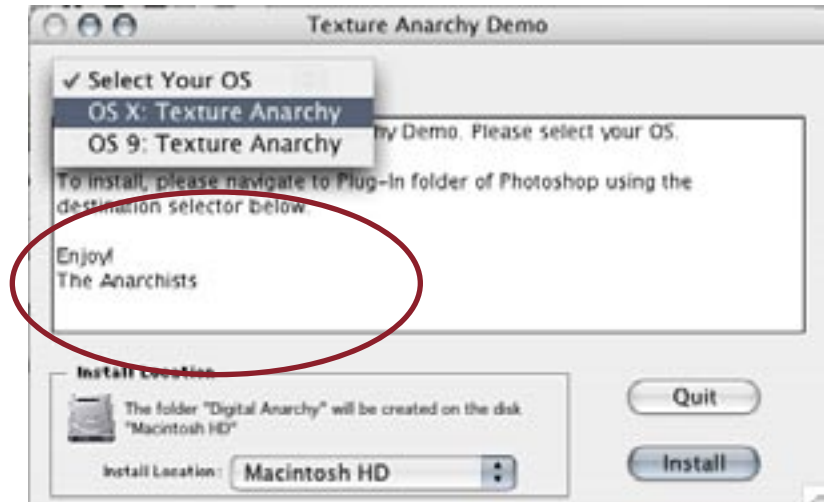 Texture Anarchy Demo
✓ Select Your OS
OS X: Texture Anarchy
OS 9: Texture Anarchy
hy Demo. Please select your OS.
To install, please navigate to Plug-In folder of Photoshop using the
destination selector below.
Enjoy!
The Anarchists
Install Location
The folder "Digital Anarchy" will be created on the disk
"Macintosh HD"
Install Location: Macintosh HD
Quit
Install